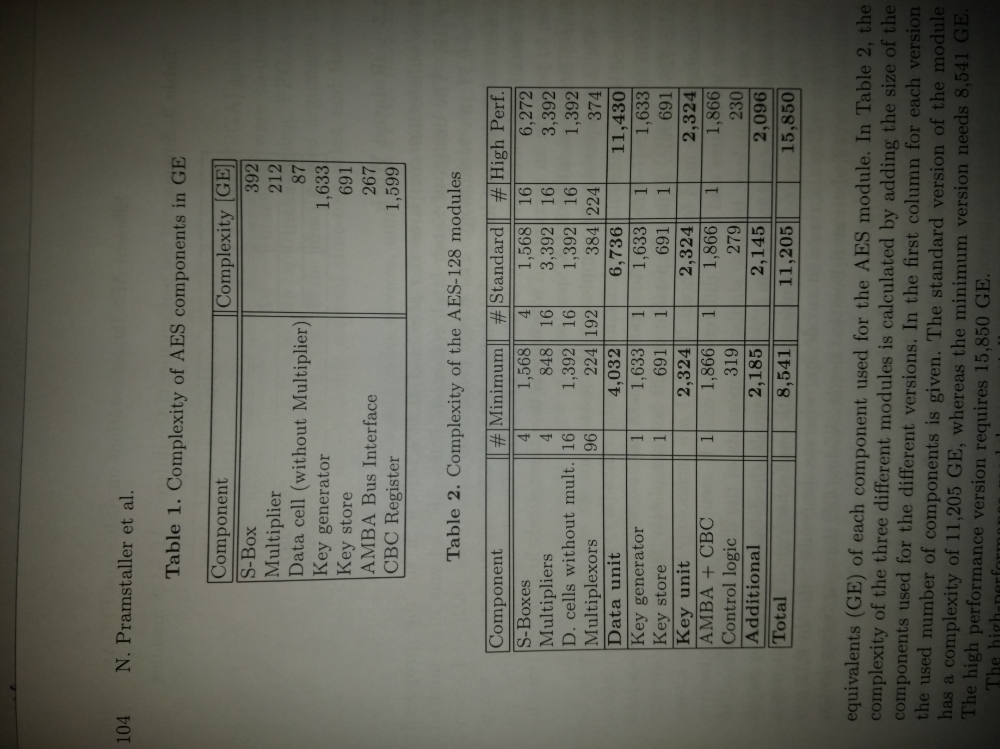 104 N. Pramstaller et al.
Table 1. Complexity of AES components in GE
Component Complexity [GE]
S-Box 392
Multiplier 212
Data cell (without Multiplier) 87
Key generator 1,633
Key store 691
AMBA Bus Interface 267
CBC Register 1,599
Table 2. Complexity of the AES-128 modules
Component # Minimum # Standard # High Perf.
S-Boxes 4 1,568 4 1,568 16 6,272
Multipliers 4 848 16 3,392 16 3,392
D. cells without mult. 16 1,392 16 1,392 16 1,392
Multiplexors 96 224 192 384 224 374
Data unit 4,032 6,736 11,430
Key generator 1 1,633 1 1,633 1 1,633
Key store 1 691 1 691 1 691
Key unit 2,324 2,324 2,324
AMBA + CBC 1 1,866 1 1,866 1 1,866
Control logic 319 279 230
Additional 2,185 2,145 2,096
Total 8,541 11,205 15,850
equivalents (GE) of each component used for the AES module. In Table 2, the
complexity of the three different modules is calculated by adding the size of the
components used for the different versions. In the first column for each version
the used number of components is given. The standard version of the module
has a complexity of 11,205 GE, whereas the minimum version needs 8,541 GE.
The high performance version requires 15,850 GE.
The high-performance